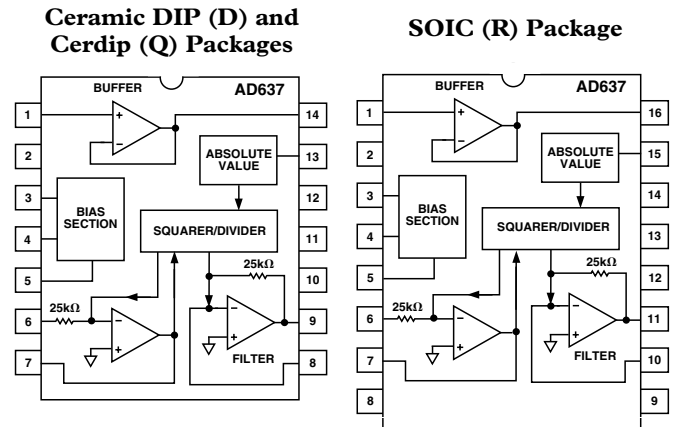 Ceramic DIP (D) and
Cerdip (Q) Packages
BUFFER
AD637
1
14
2
ABSOLUTE
VALUE
13
3
12
BIAS
SECTION
4
SQUARER/DIVIDER
11
5
25kΩ
10
25kΩ
6
9
7
FILTER
8
SOIC (R) Package
BUFFER
AD637
1
16
2
ABSOLUTE
VALUE
15
3
14
BIAS
SECTION
4
SQUARER/DIVIDER
13
5
25kΩ
12
25kΩ
6
11
7
FILTER
10
8
9